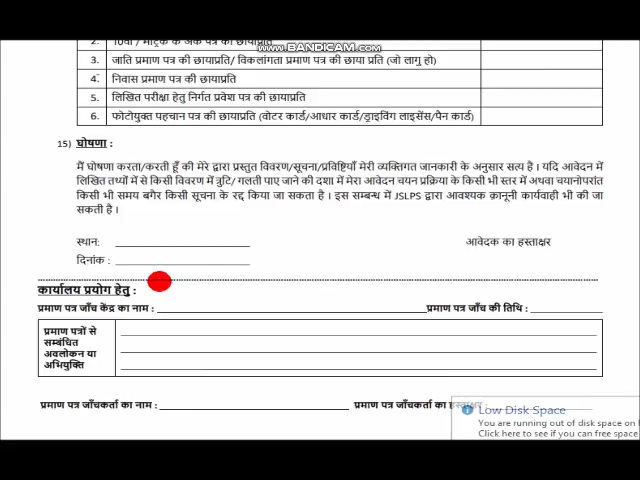 2. 10वीं / मैट्रिक के अंक पत्र की छायाप्रति
www.BANDICAM.com
3. जाति प्रमाण पत्र की छायाप्रति/ विकलांगता प्रमाण पत्र की छाया प्रति (जो लागु हो)
4. निवास प्रमाण पत्र की छायाप्रति
5. लिखित परीक्षा हेतु निर्गत प्रवेश पत्र की छायाप्रति
6. फोटोयुक्त पहचान पत्र की छायाप्रति (वोटर कार्ड/आधार कार्ड/ड्राइविंग लाइसेंस/पैन कार्ड)
15) घोषणा :
मैं घोषणा करता/करती हूँ की मेरे द्वारा प्रस्तुत विवरण/सूचना/प्रविष्टियाँ मेरी व्यक्तिगत जानकारी के अनुसार सत्य है । यदि आवेदन में
लिखित तथ्यों में से किसी विवरण में त्रुटि/ गलती पाए जाने की दशा में मेरा आवेदन चयन प्रक्रिया के किसी भी स्तर में अथवा चयानोपरांत
किसी भी समय बगैर किसी सूचना के रद्द किया जा सकता है । इस सम्बन्ध में JSLPS द्वारा आवश्यक क़ानूनी कार्यवाही भी की जा
सकती है ।
स्थान: आवेदक का हस्ताक्षर
दिनांक :
कार्यालय प्रयोग हेतु :
प्रमाण पत्र जाँच केंद्र का नाम : प्रमाण पत्र जाँच की तिथि :
प्रमाण पत्रों से
सम्बंधित
अवलोकन या
अभियुक्ति
प्रमाण पत्र जाँचकर्ता का नाम : प्रमाण पत्र जाँचकर्ता का हस्ताक्षर :
Low Disk Space
You are running out of disk space on
Click here to see if you can free space